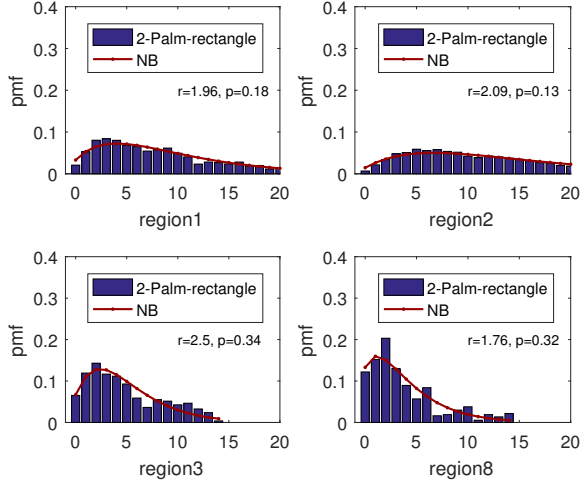 0.4
0.3
0.2
0.1
0
pmf
2-Palm-rectangle
NB
r=1.96, p=0.18
0 5 10 15 20
region1
0.4
0.3
0.2
0.1
0
pmf
2-Palm-rectangle
NB
r=2.09, p=0.13
0 5 10 15 20
region2
0.4
0.3
0.2
0.1
0
pmf
2-Palm-rectangle
NB
r=2.5, p=0.34
0 5 10 15 20
region3
0.4
0.3
0.2
0.1
0
pmf
2-Palm-rectangle
NB
r=1.76, p=0.32
0 5 10 15 20
region8